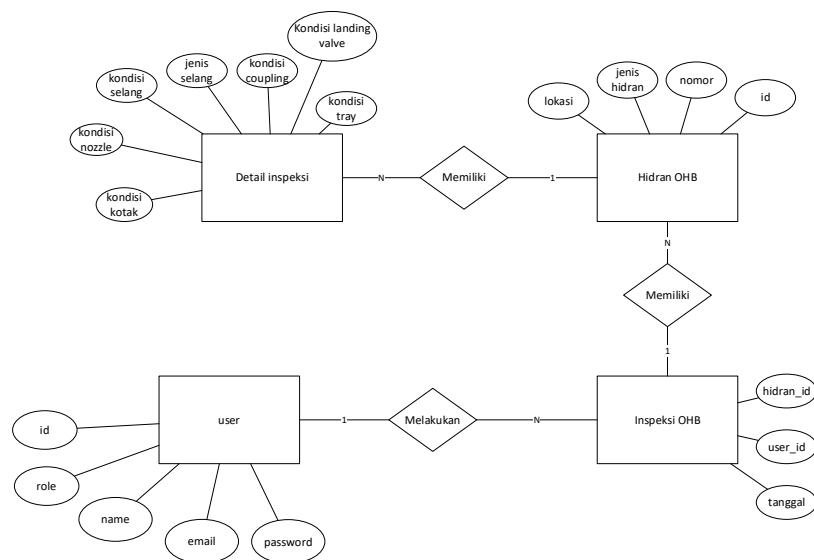 Kondisi landing
valve
jenis
selang
kondisi
coupling
kondisi
selang
kondisi
tray
kondisi
nozzle
kondisi
kotak
Detail inspeksi
N
Memiliki
1
lokasi
jenis
hidran
nomor
id
Hidran OHB
N
Memiliki
1
user
1
Melakukan
N
Inspeksi OHB
hidran_id
user_id
tanggal
id
role
name
email
password